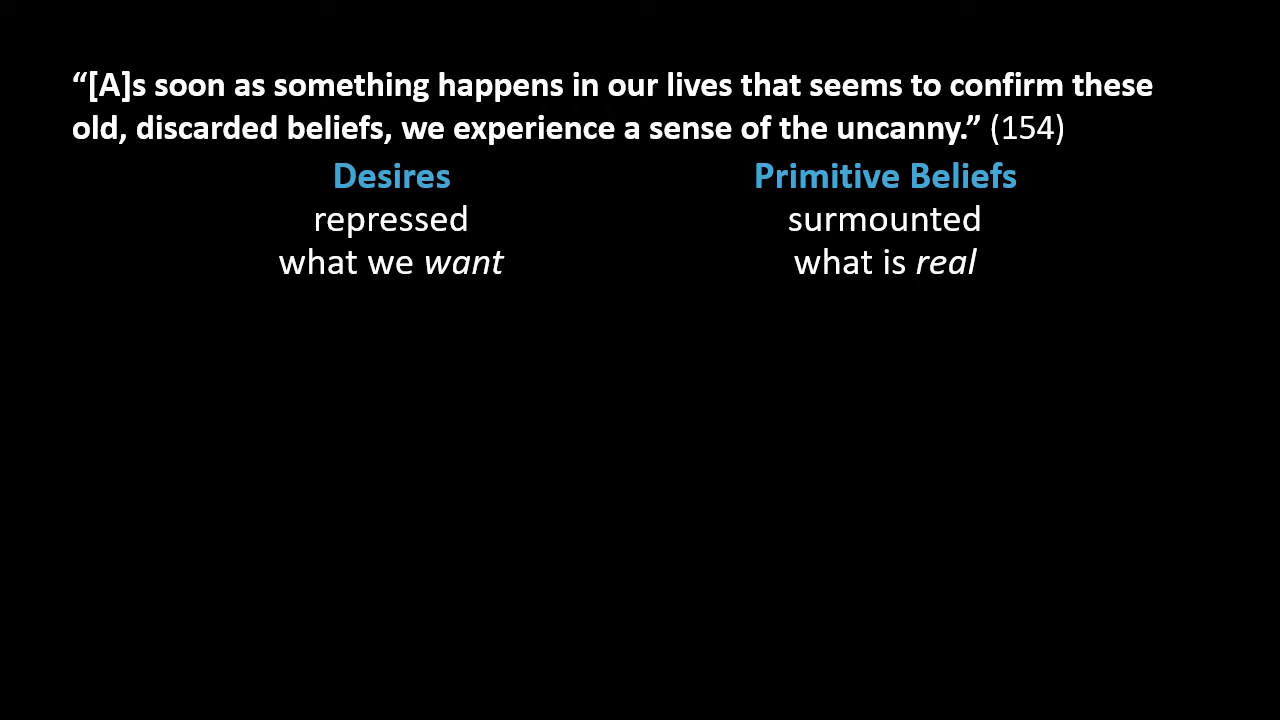 “[A]s soon as something happens in our lives that seems to confirm these
old, discarded beliefs, we experience a sense of the uncanny.” (154)
Desires
repressed
what we want
Primitive Beliefs
surmounted
what is real